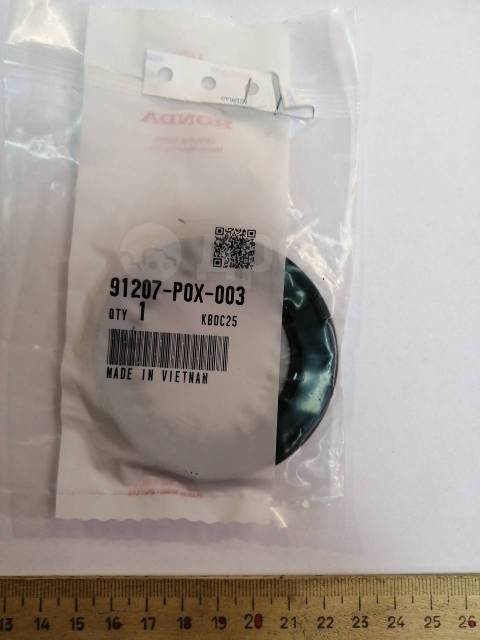 HONDA
91207-P0X-003
QTY 1 KB0C25
MADE IN VIETNAM
13 14 15 16 17 18 19 20 21 22 23 24 25 26